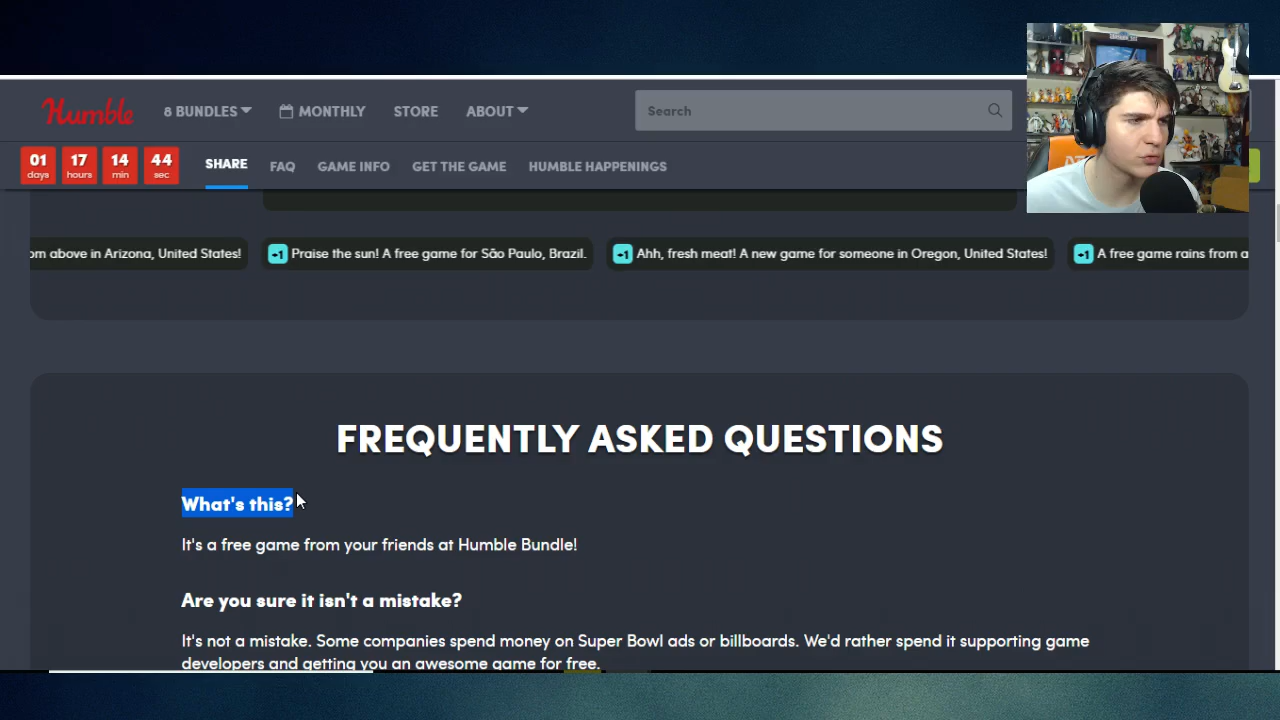 Humble
8 BUNDLES
MONTHLY
STORE
ABOUT
Search
01 days
17 hours
14 min
44 sec
SHARE
FAQ
GAME INFO
GET THE GAME
HUMBLE HAPPENINGS
om above in Arizona, United States!
+1 Praise the sun! A free game for São Paulo, Brazil.
+1 Ahh, fresh meat! A new game for someone in Oregon, United States!
+1 A free game rains from a
FREQUENTLY ASKED QUESTIONS
What's this?
It's a free game from your friends at Humble Bundle!
Are you sure it isn't a mistake?
It's not a mistake. Some companies spend money on Super Bowl ads or billboards. We'd rather spend it supporting game
developers and getting you an awesome game for free.